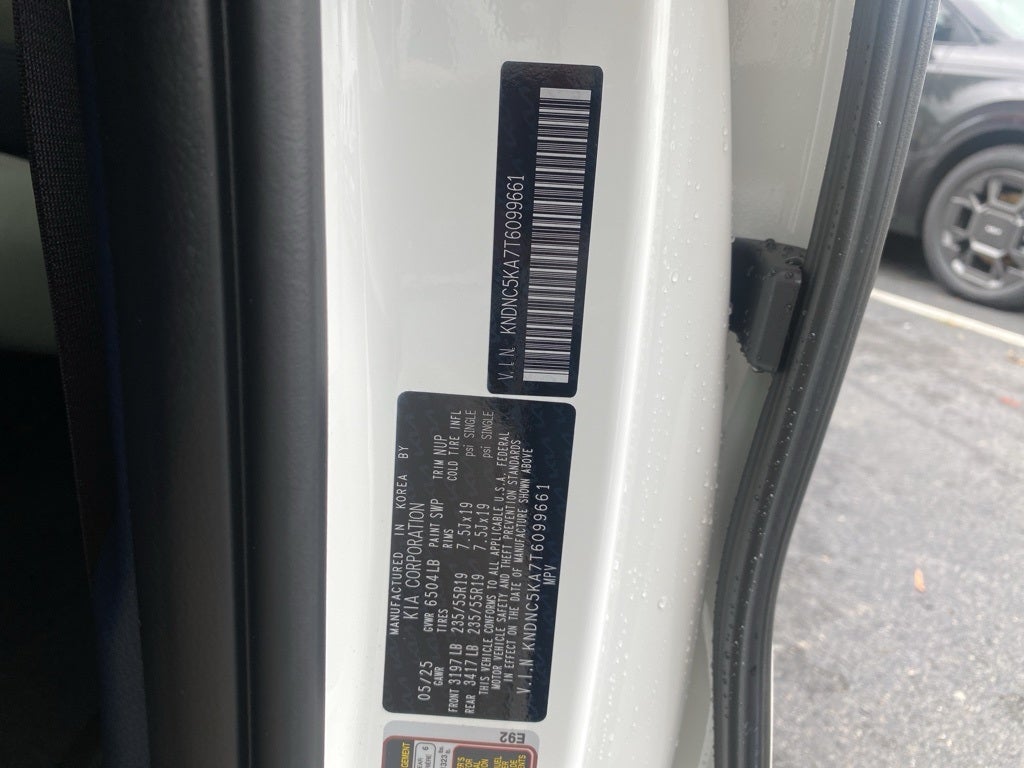 V.I.N KNDNC5KA7T6099661
MANUFACTURED IN KOREA BY
05/25 KIA CORPORATION
GAWR GVWR 6504LB PAINT SWP TRIM NUP
TIRES RIMS COLD TIRE INFL
FRONT 3197LB 235/55R19 7.5Jx19 psi SINGLE
REAR 3417LB 235/55R19 7.5Jx19 psi SINGLE
THIS VEHICLE CONFORMS TO ALL APPLICABLE U.S.A. FEDERAL
MOTOR VEHICLE SAFETY AND THEFT PREVENTION STANDARDS
IN EFFECT ON THE DATE OF MANUFACTURE SHOWN ABOVE
V.I.N KNDNC5KA7T6099661
MPV
E92